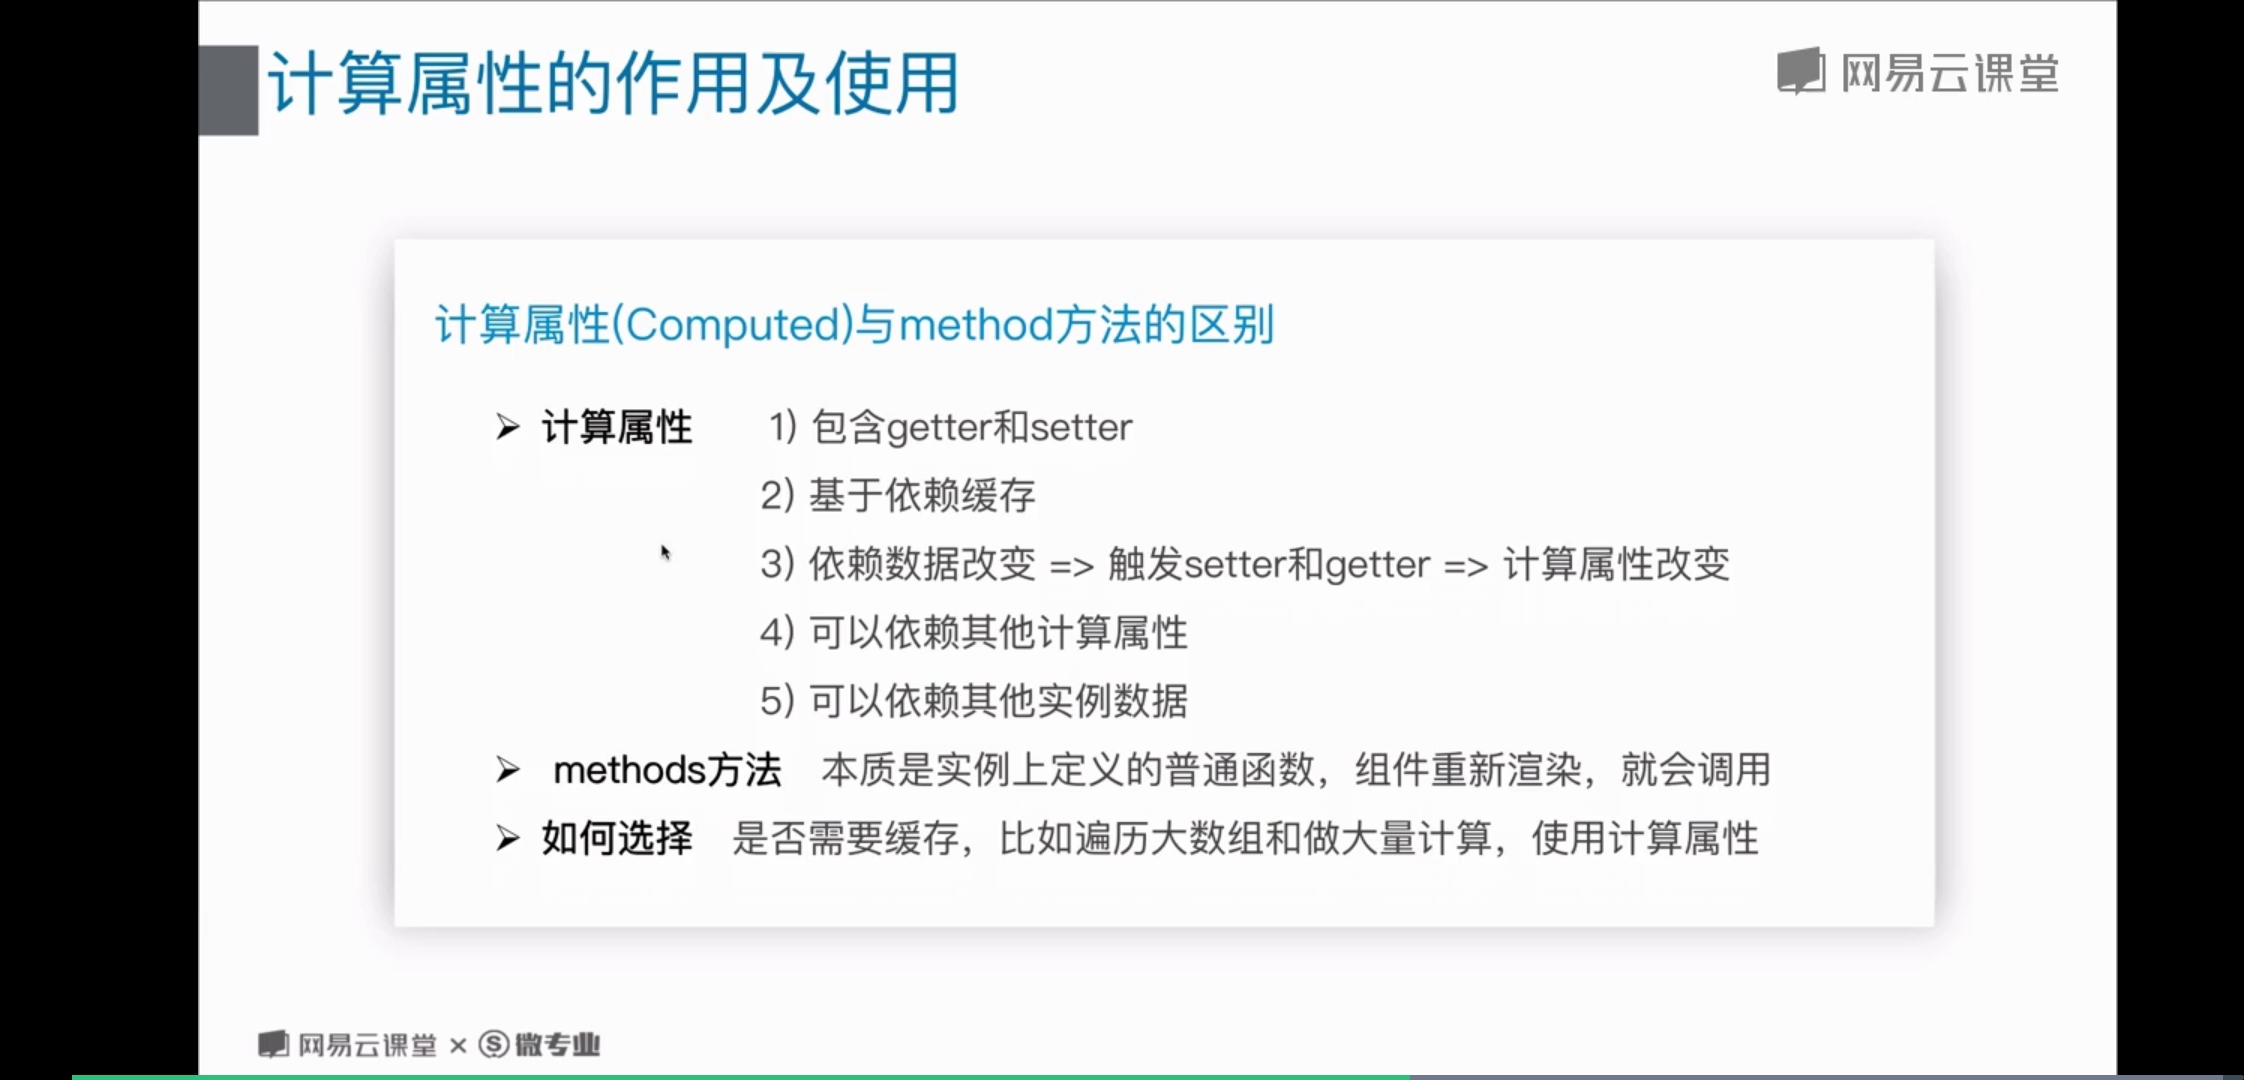 计算属性的作用及使用
网易云课堂
计算属性(Computed)与method方法的区别
➢ 计算属性 1) 包含getter和setter
2) 基于依赖缓存
3) 依赖数据改变 => 触发setter和getter => 计算属性改变
4) 可以依赖其他计算属性
5) 可以依赖其他实例数据
➢ methods方法 本质是实例上定义的普通函数，组件重新渲染，就会调用
➢ 如何选择 是否需要缓存，比如遍历大数组和做大量计算，使用计算属性
网易云课堂 × Ⓢ微专业